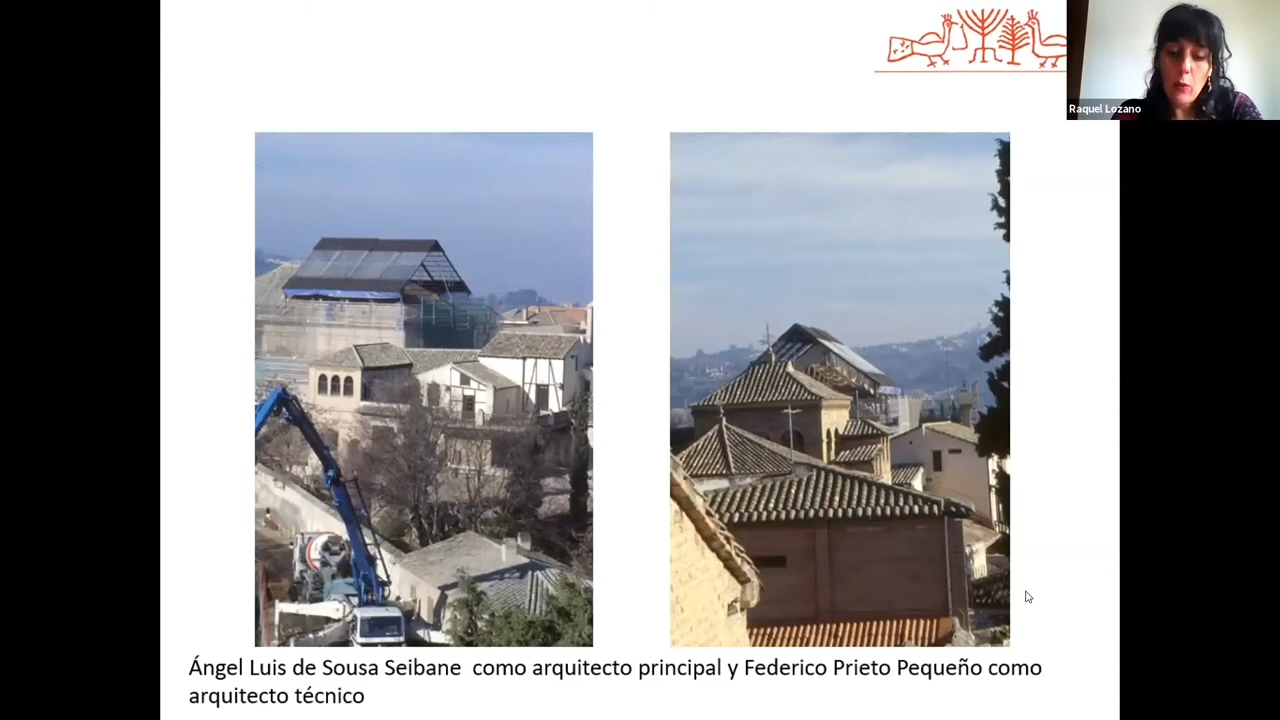 Raquel Lozano
Ángel Luis de Sousa Seibane como arquitecto principal y Federico Prieto Pequeño como
arquitecto técnico